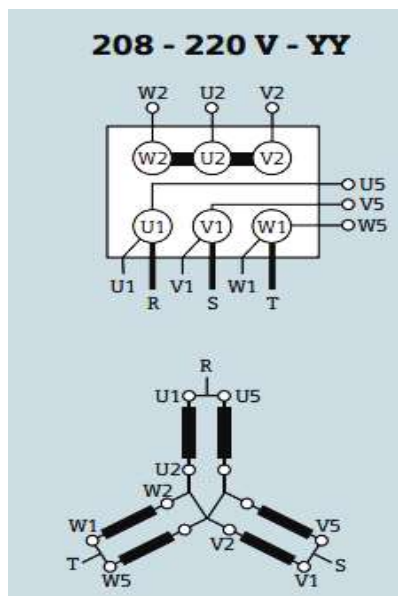 208 - 220 V - YY
W2 U2 V2
W2 U2 V2
U5
V5
U1 V1 W1 W5
U1 V1 W1
R S T
R
U1 U5
U2
W2
W1 V5
V2
T S
W5 V1